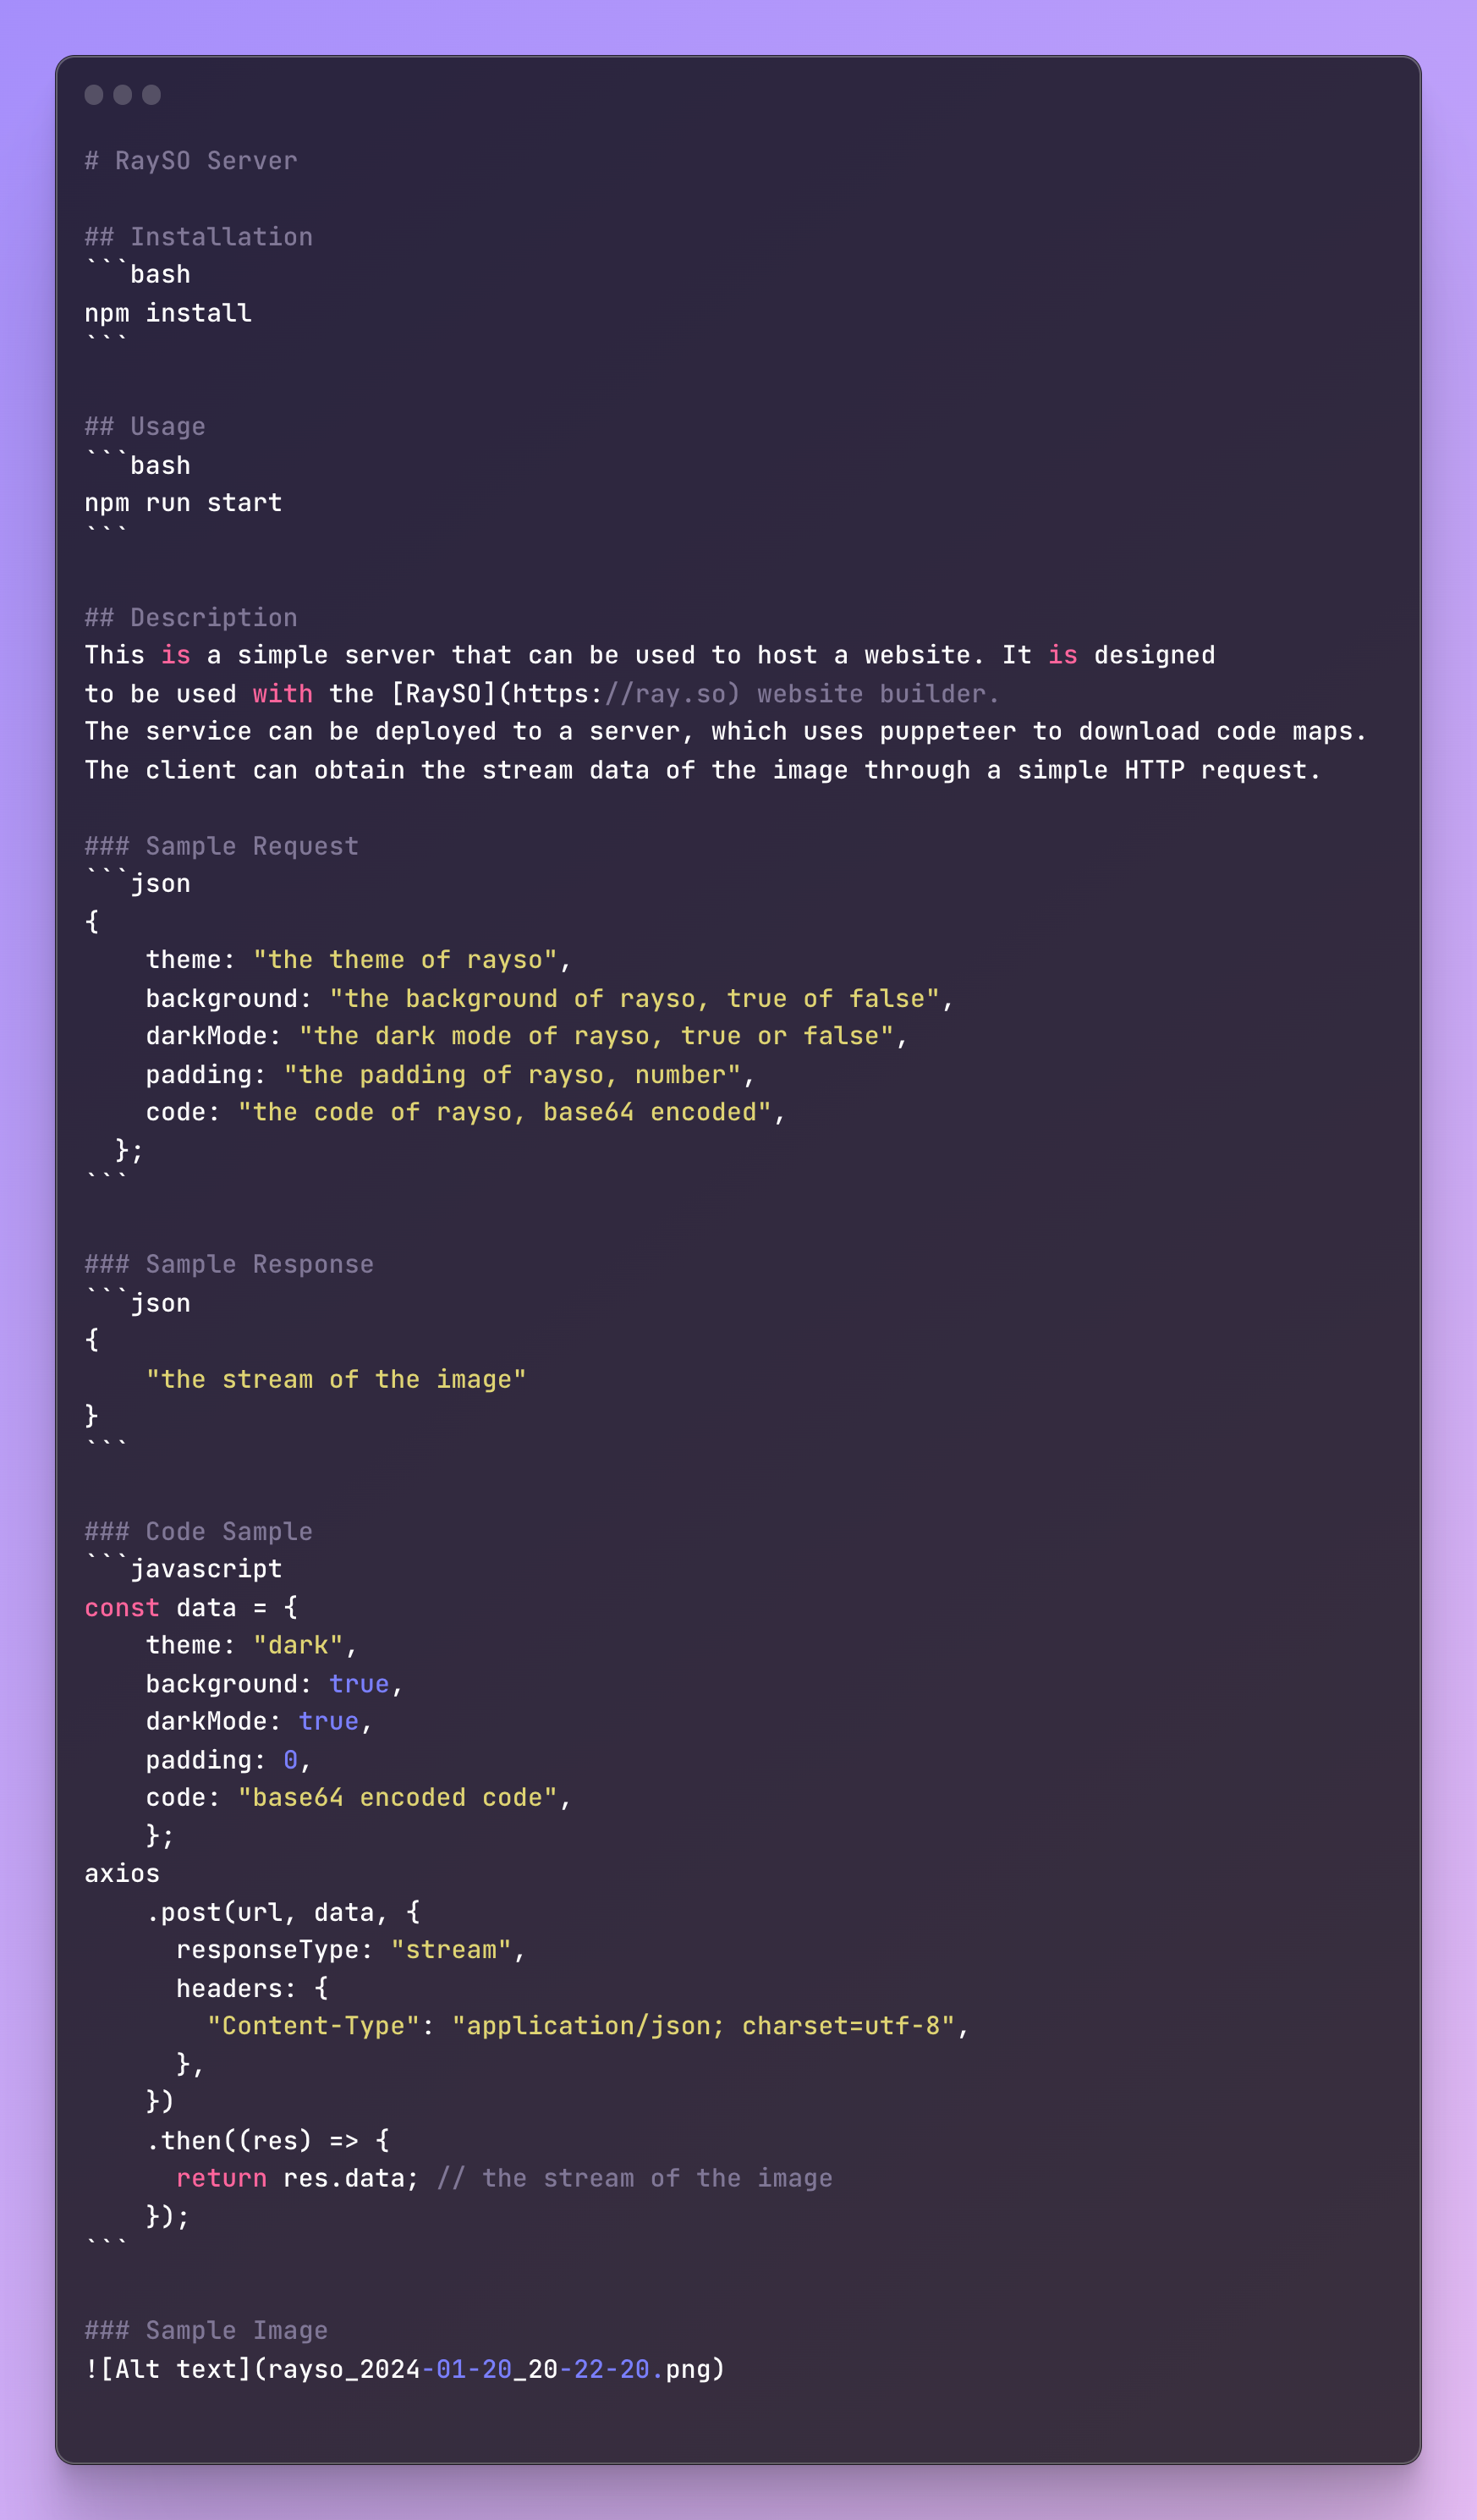 # RaySO Server

## Installation
```bash
npm install
```

## Usage
```bash
npm run start
```

## Description
This is a simple server that can be used to host a website. It is designed
to be used with the [RaySO](https://ray.so) website builder.
The service can be deployed to a server, which uses puppeteer to download code maps.
The client can obtain the stream data of the image through a simple HTTP request.

### Sample Request
```json
{
    theme: "the theme of rayso",
    background: "the background of rayso, true of false",
    darkMode: "the dark mode of rayso, true or false",
    padding: "the padding of rayso, number",
    code: "the code of rayso, base64 encoded",
  };
```

### Sample Response
```json
{
    "the stream of the image"
}
```

### Code Sample
```javascript
const data = {
    theme: "dark",
    background: true,
    darkMode: true,
    padding: 0,
    code: "base64 encoded code",
    };
axios
    .post(url, data, {
      responseType: "stream",
      headers: {
        "Content-Type": "application/json; charset=utf-8",
      },
    })
    .then((res) => {
      return res.data; // the stream of the image
    });
```

### Sample Image
![Alt text](rayso_2024-01-20_20-22-20.png)